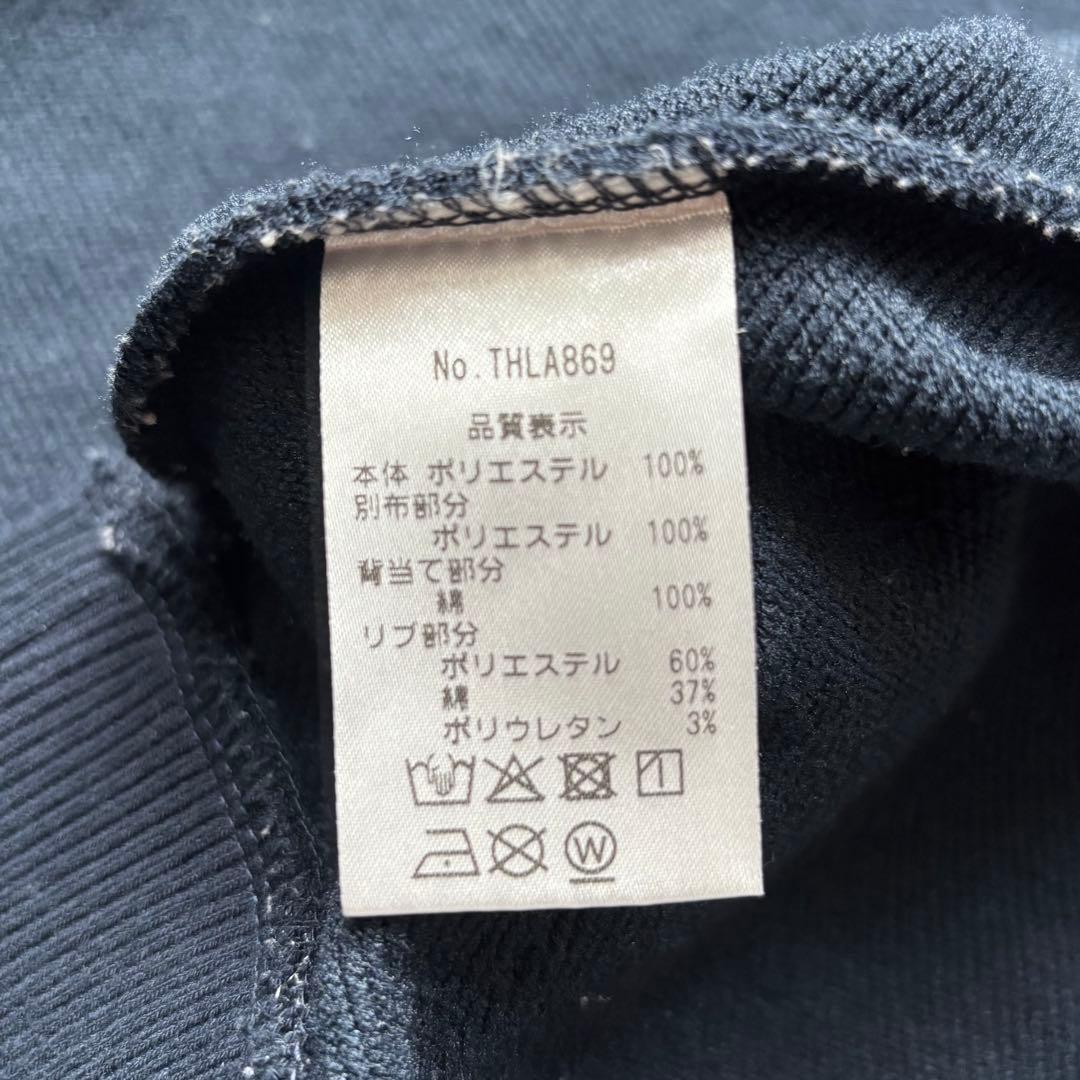 No.THLA869
品質表示
本体 ポリエステル 100%
別布部分
ポリエステル 100%
背当て部分
綿 100%
リブ部分
ポリエステル 60%
綿 37%
ポリウレタン 3%
W